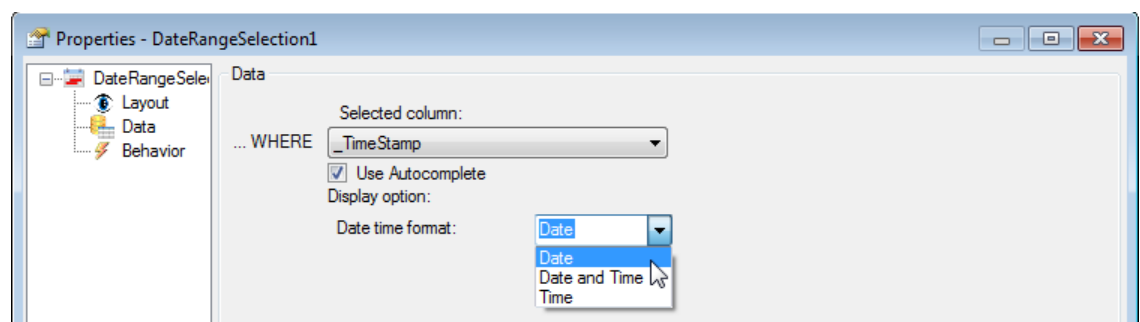 Properties - DateRangeSelection1
DateRangeSele
Layout
Data
Behavior
Data
Selected column:
... WHERE
_TimeStamp
Use Autocomplete
Display option:
Date time format:
Date
Date
Date and Time
Time